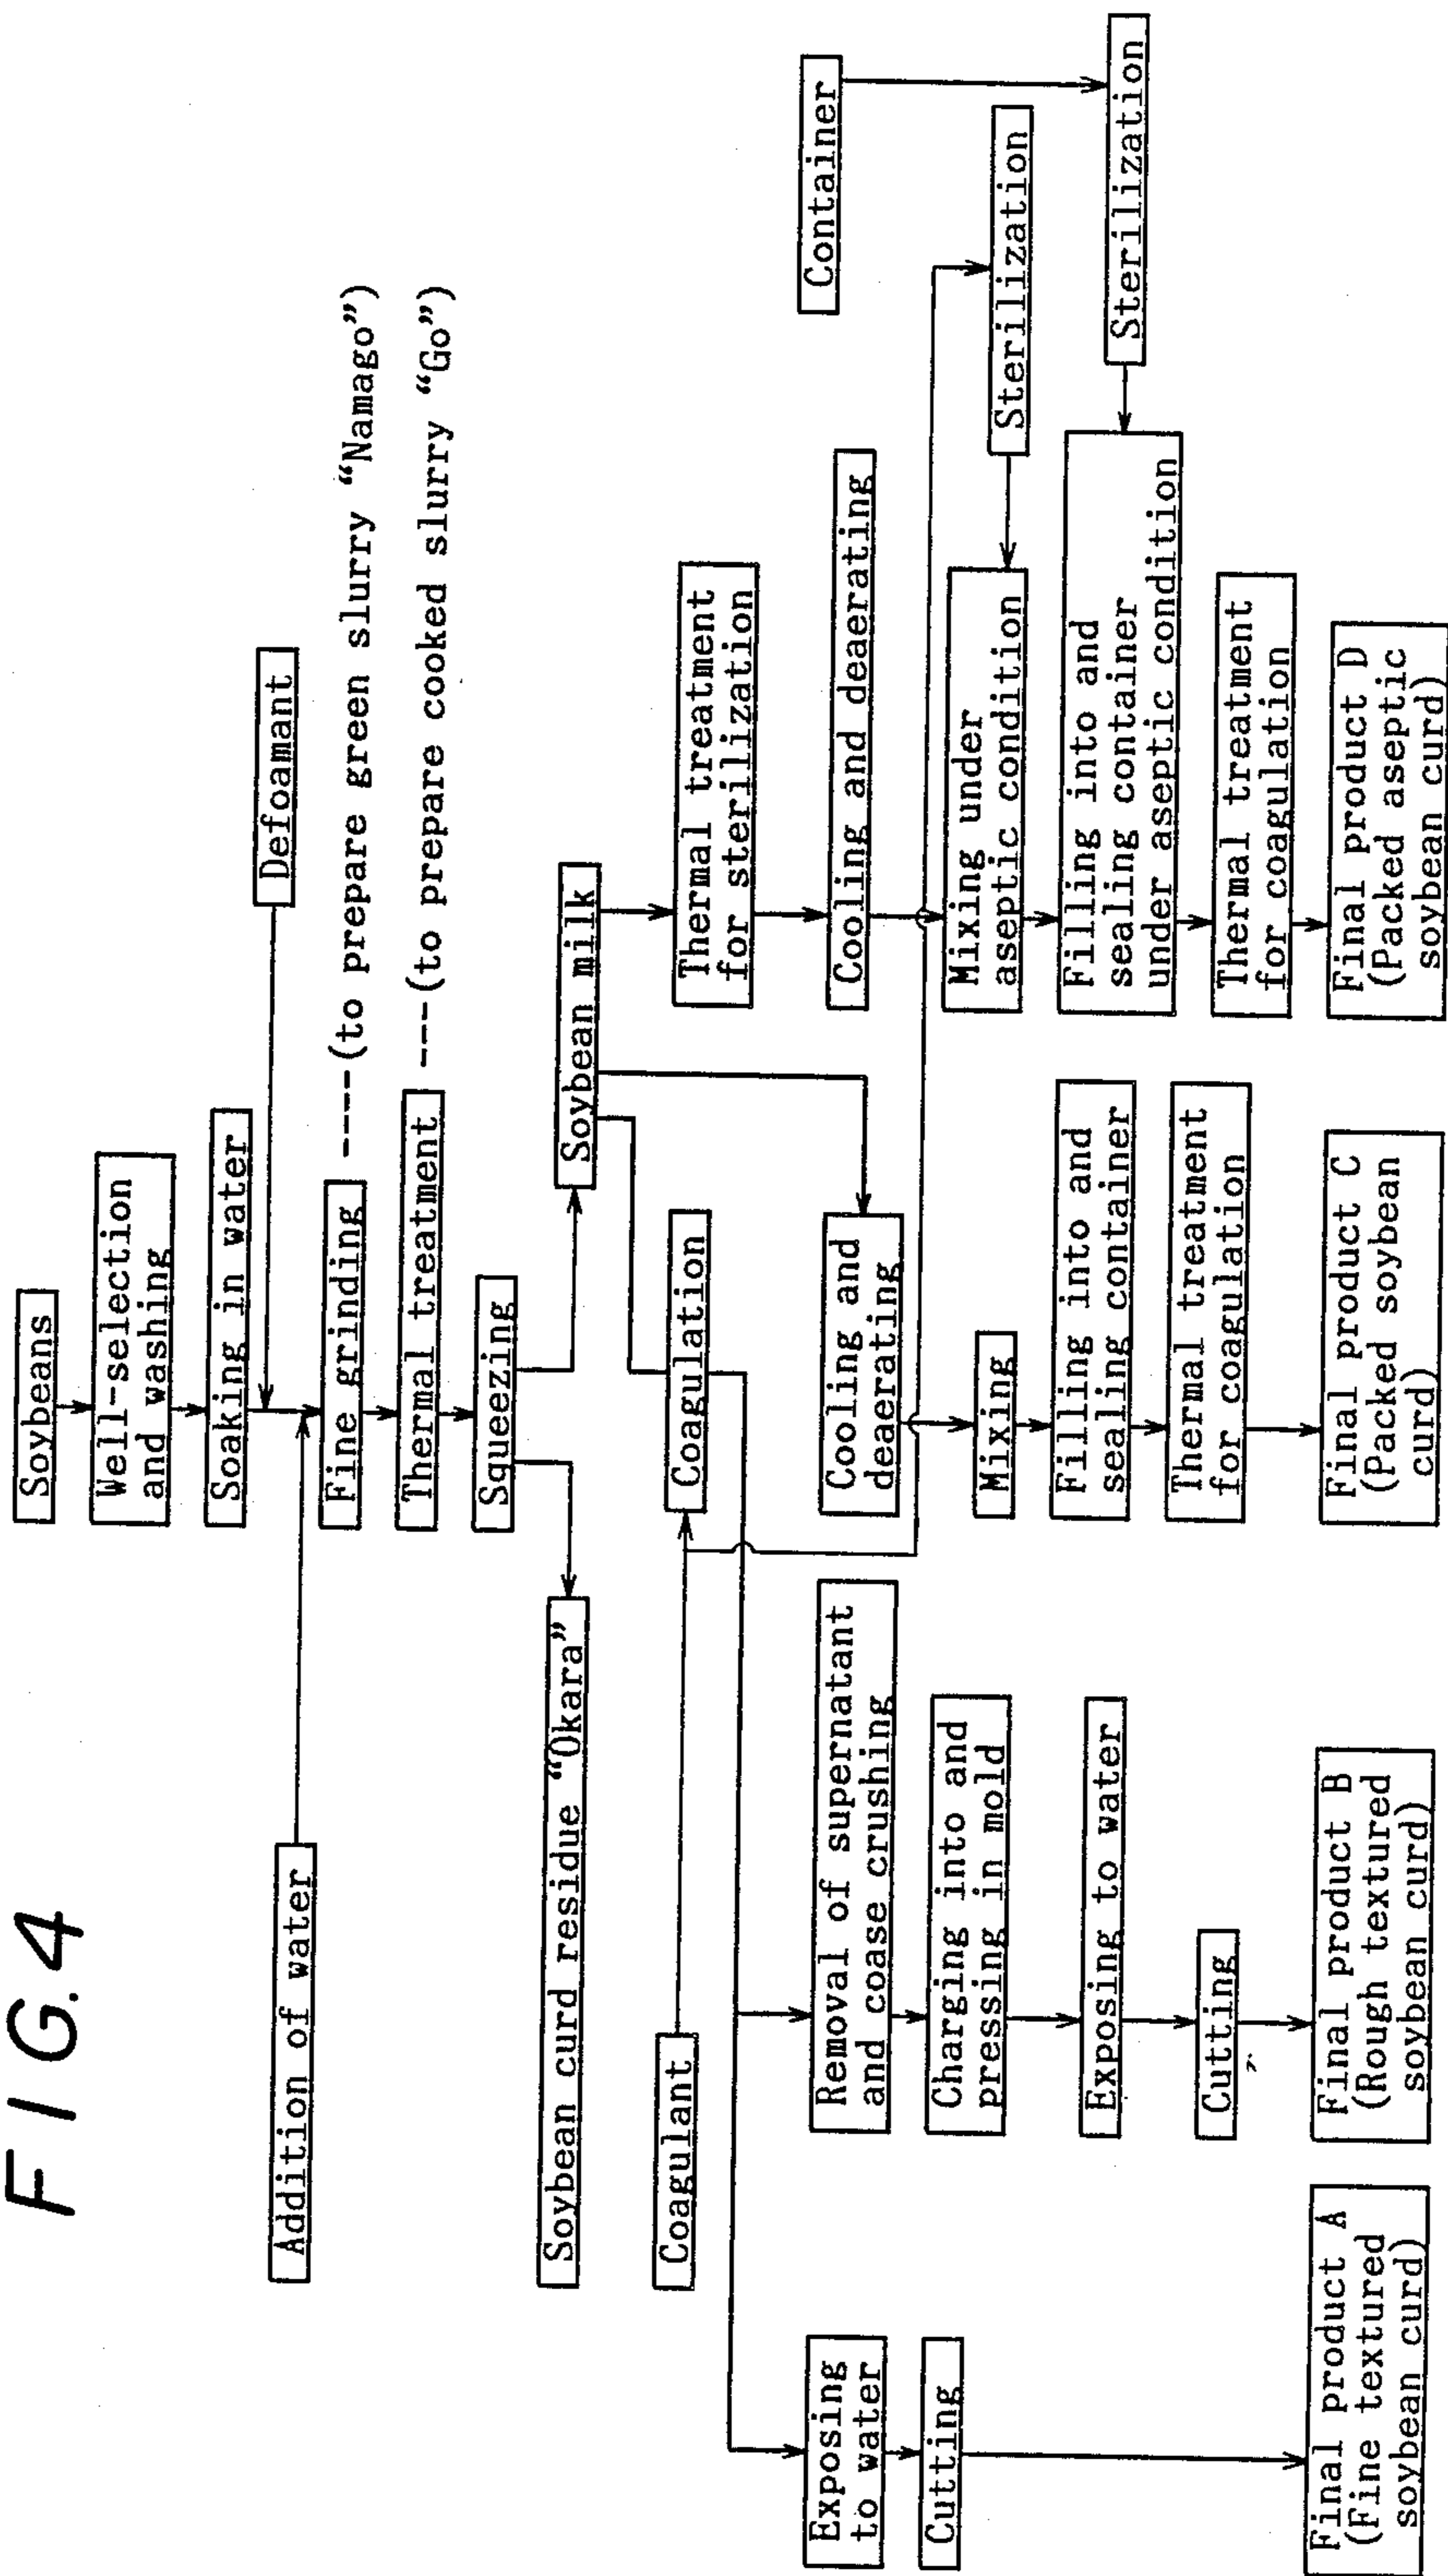 FIG.4
Soybeans
Well-selection
and washing
Soaking in water
Defoamant
Addition of water
Fine grinding ----(to prepare green slurry “Namago”)
Thermal treatment ---(to prepare cooked slurry “Go”)
Squeezing
Soybean curd residue “Okara”
Soybean milk
Coagulant
Coagulation
Exposing
to water
Cutting
Final product A
(Fine textured
soybean curd)
Removal of supernatant
and coase crushing
Charging into and
pressing in mold
Exposing to water
Cutting
Final product B
(Rough textured
soybean curd)
Cooling and
deaerating
Mixing
Filling into and
sealing container
Thermal treatment
for coagulation
Final product C
(Packed soybean
curd)
Thermal treatment
for sterilization
Cooling and deaerating
Mixing under
aseptic condition
Filling into and
sealing container
under aseptic condition
Thermal treatment
for coagulation
Final product D
(Packed aseptic
soybean curd)
Container
Sterilization
Sterilization